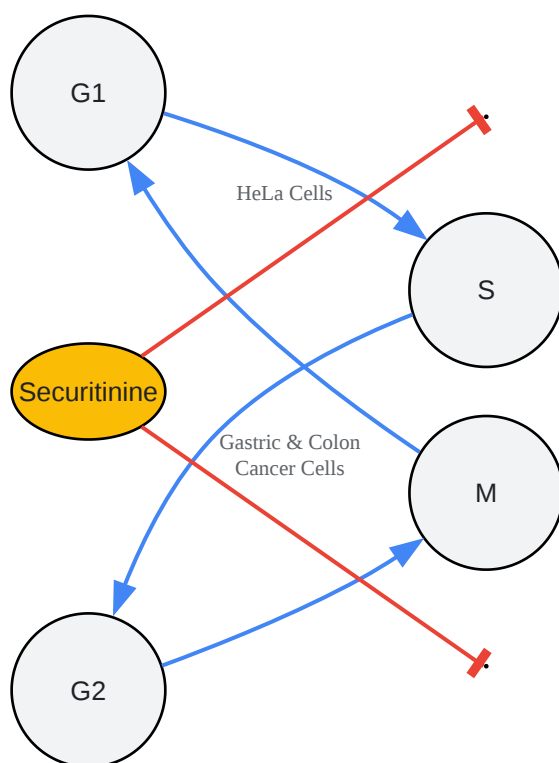 G1
HeLa Cells
S
Securitinine
Gastric & Colon
Cancer Cells
M
G2